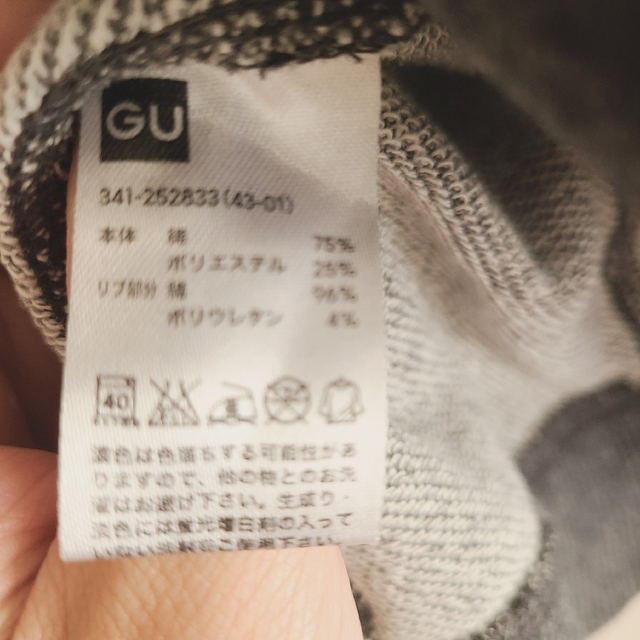 GU
341-252833(43-01)
本体 綿 75%
ポリエステル 25%
リブ部分 綿 96%
ポリウレタン 4%
40
濃色は色落ちする可能性があ
りますので、他の物との
はお避け下さい。生成り・
淡色には蛍光増白剤の入って